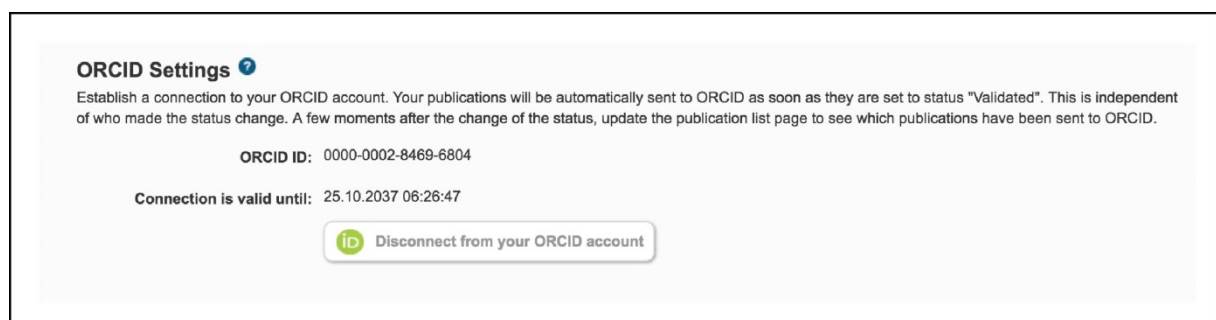 ORCID Settings ?
Establish a connection to your ORCID account. Your publications will be automatically sent to ORCID as soon as they are set to status "Validated". This is independent
of who made the status change. A few moments after the change of the status, update the publication list page to see which publications have been sent to ORCID.
ORCID ID: 0000-0002-8469-6804
Connection is valid until: 25.10.2037 06:26:47
iD Disconnect from your ORCID account